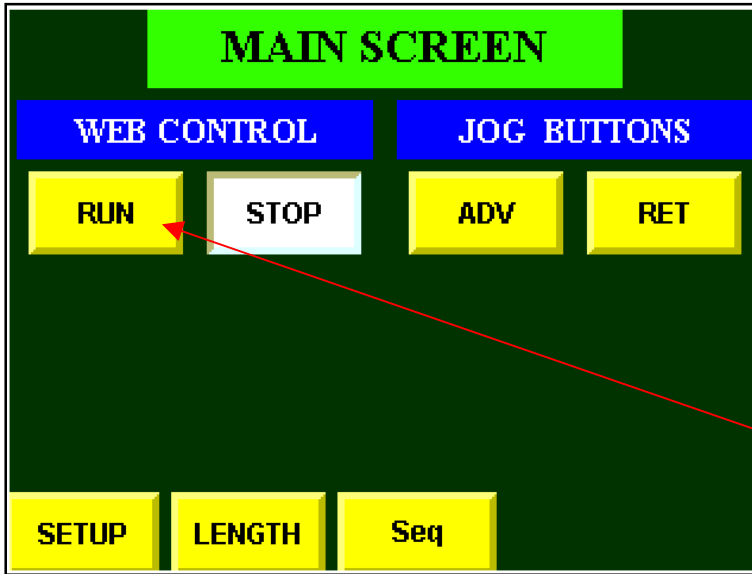 MAIN SCREEN
WEB CONTROL
JOG BUTTONS
RUN
STOP
ADV
RET
SETUP
LENGTH
Seq